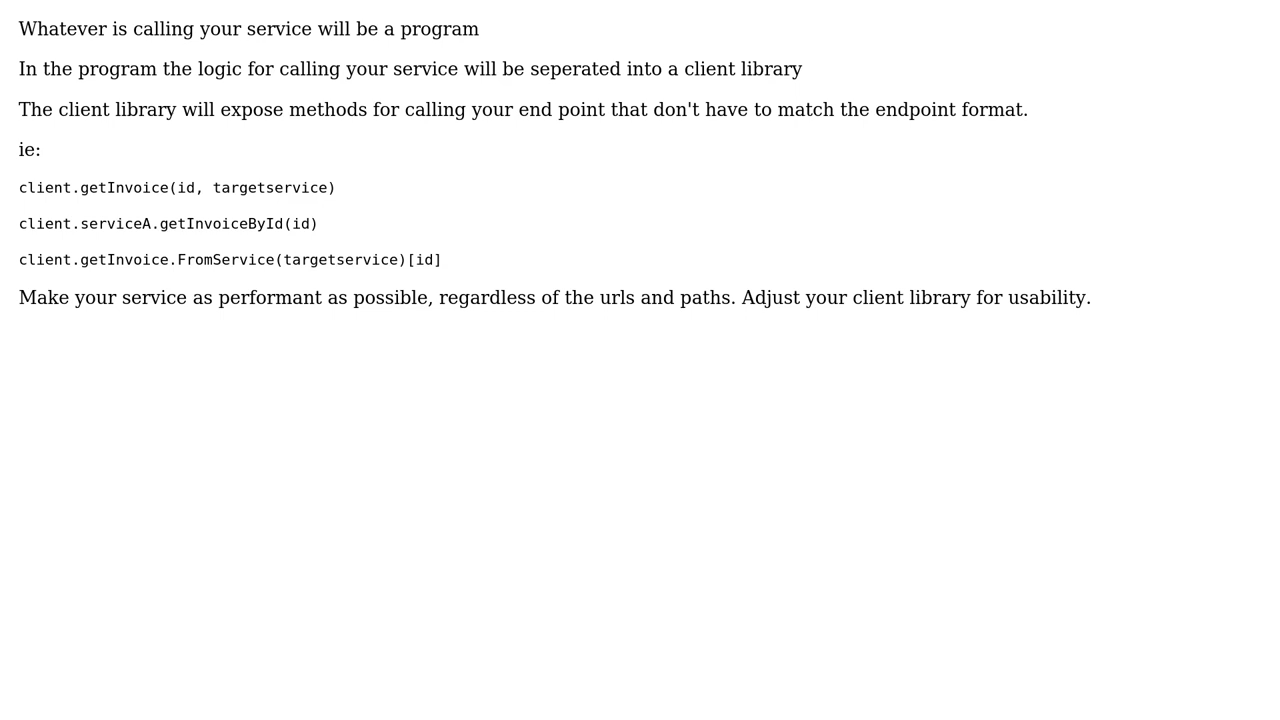 Whatever is calling your service will be a program
In the program the logic for calling your service will be seperated into a client library
The client library will expose methods for calling your end point that don't have to match the endpoint format.
ie:
client.getInvoice(id, targetservice)
client.serviceA.getInvoiceById(id)
client.getInvoice.FromService(targetservice)[id]
Make your service as performant as possible, regardless of the urls and paths. Adjust your client library for usability.